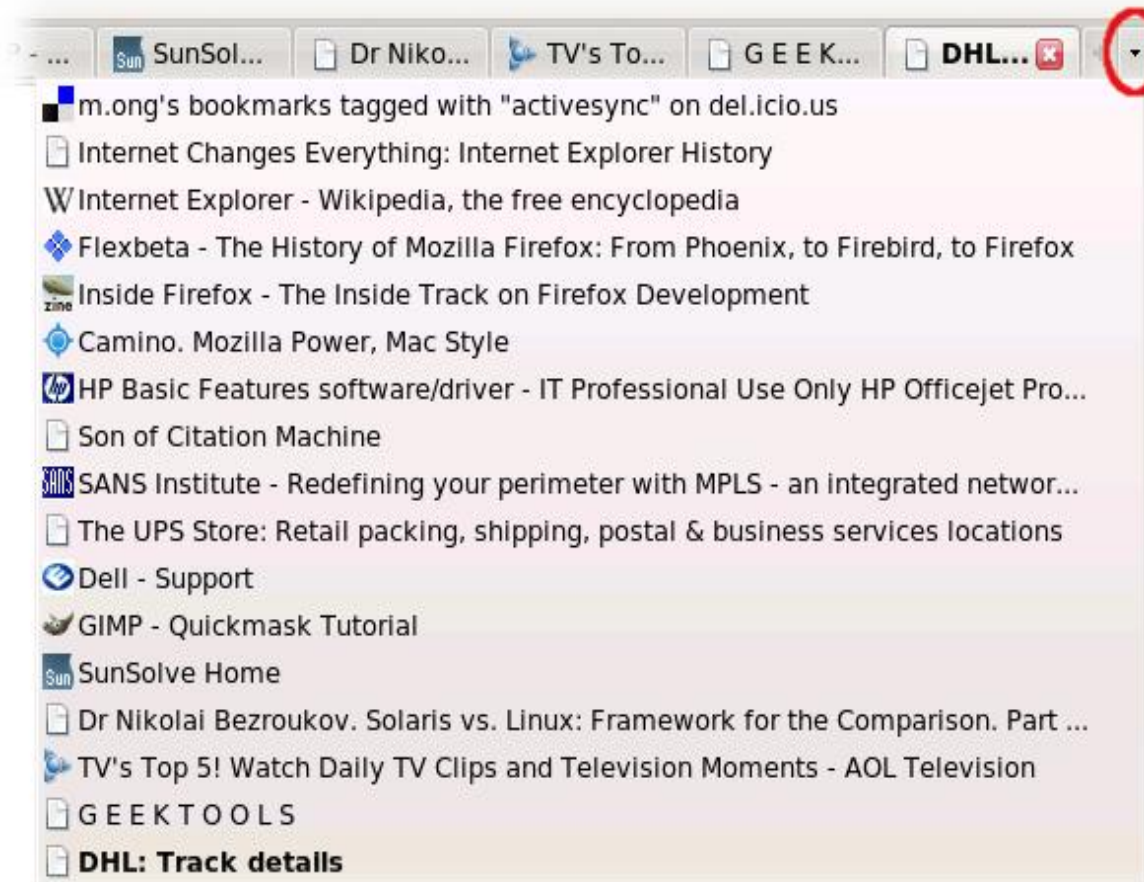 P - ... SunSol... Dr Niko... TV's To... G E E K... DHL...
m.ong's bookmarks tagged with "activesync" on del.icio.us
Internet Changes Everything: Internet Explorer History
W Internet Explorer - Wikipedia, the free encyclopedia
Flexbeta - The History of Mozilla Firefox: From Phoenix, to Firebird, to Firefox
zine Inside Firefox - The Inside Track on Firefox Development
Camino. Mozilla Power, Mac Style
hp HP Basic Features software/driver - IT Professional Use Only HP Officejet Pro...
Son of Citation Machine
SANS SANS Institute - Redefining your perimeter with MPLS - an integrated networ...
The UPS Store: Retail packing, shipping, postal & business services locations
Dell - Support
GIMP - Quickmask Tutorial
Sun SunSolve Home
Dr Nikolai Bezroukov. Solaris vs. Linux: Framework for the Comparison. Part ...
TV's Top 5! Watch Daily TV Clips and Television Moments - AOL Television
G E E K T O O L S
DHL: Track details